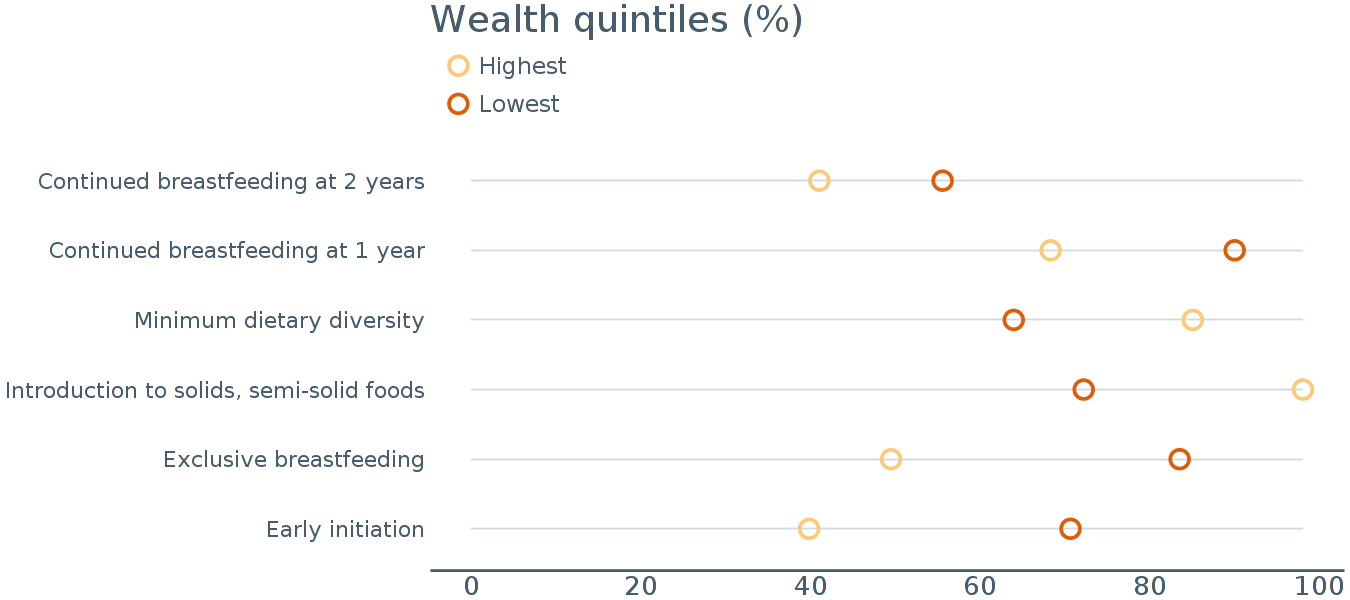 Wealth quintiles (%)
Highest
Lowest
Continued breastfeeding at 2 years
Continued breastfeeding at 1 year
Minimum dietary diversity
Introduction to solids, semi-solid foods
Exclusive breastfeeding
Early initiation
0 20 40 60 80 100